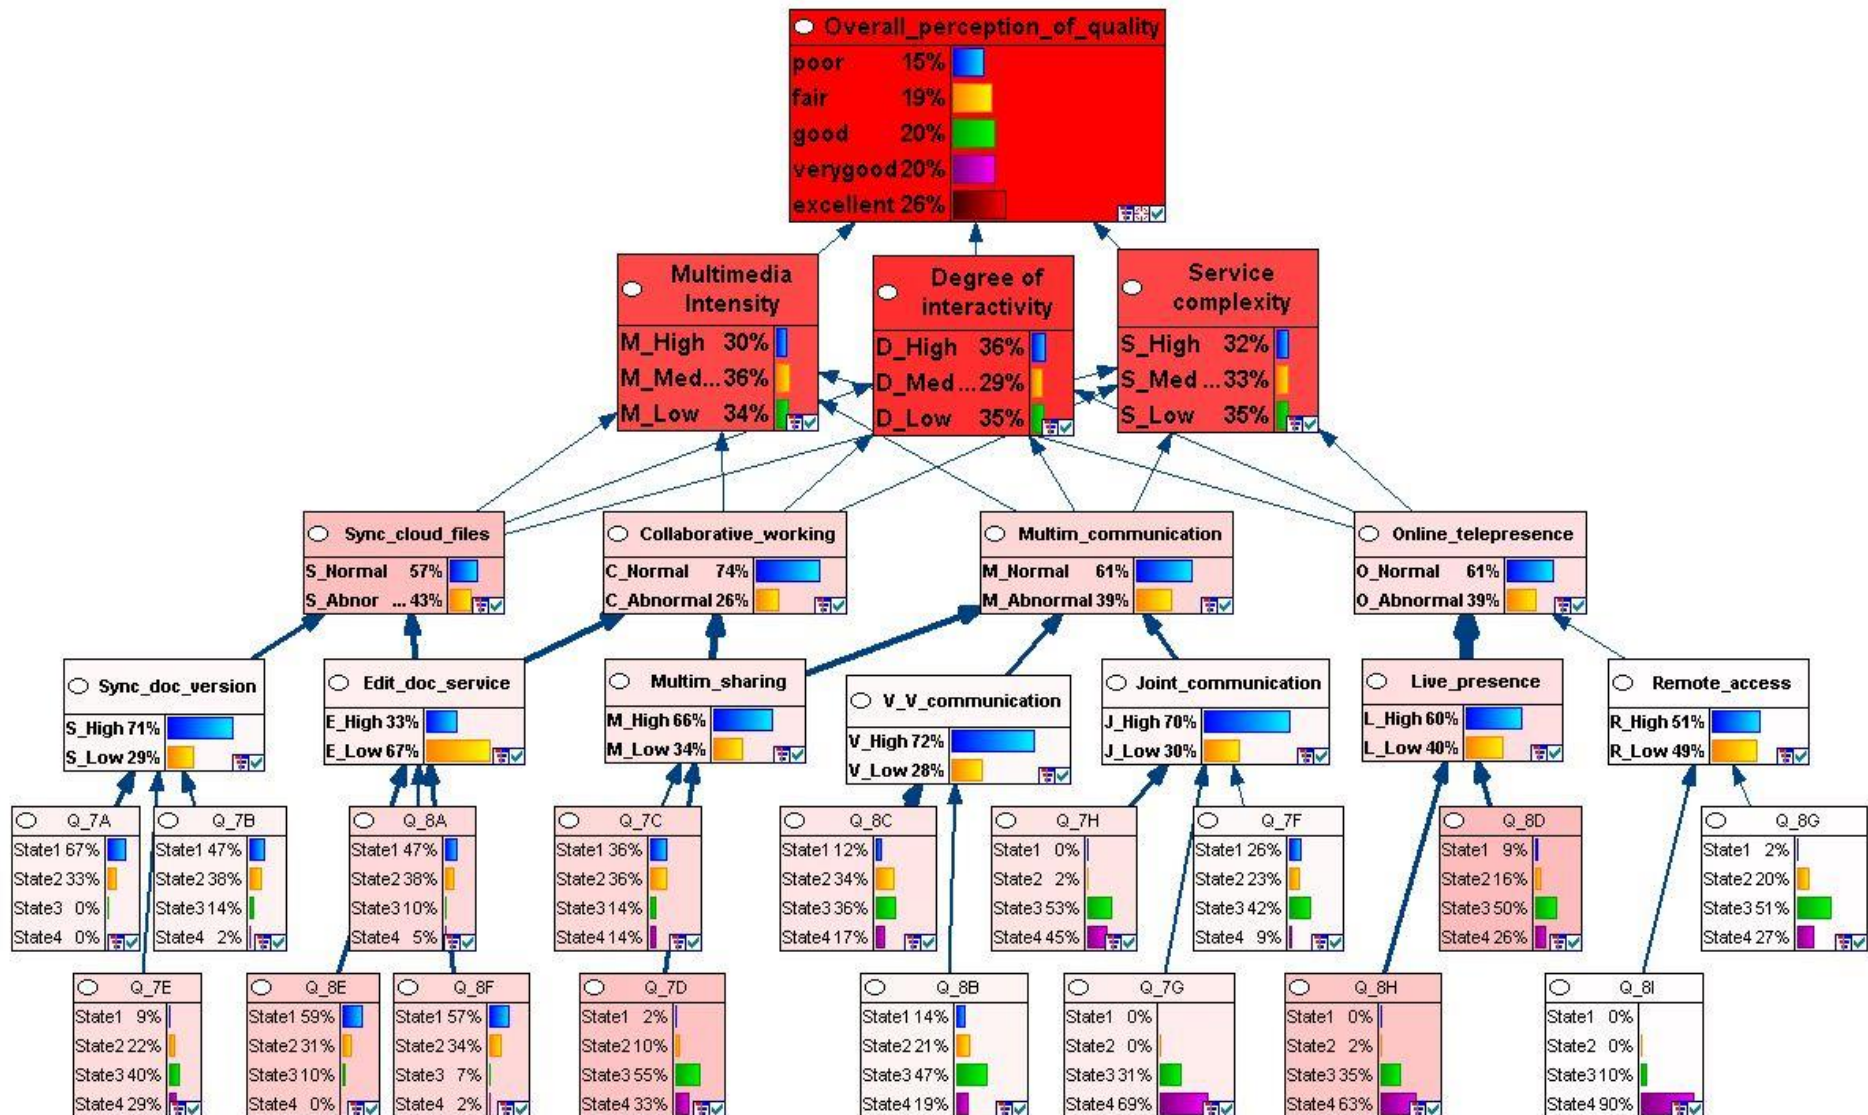 Overall_perception_of_quality
poor 15%
fair 19%
good 20%
verygood 20%
excellent 26%
Multimedia
Intensity
M_High 30%
M_Med... 36%
M_Low 34%
Degree of
interactivity
D_High 36%
D_Med ... 29%
D_Low 35%
Service
complexity
S_High 32%
S_Med ... 33%
S_Low 35%
Sync_cloud_files
S_Normal 57%
S_Abnor ... 43%
Collaborative_working
C_Normal 74%
C_Abnormal 26%
Multim_communication
M_Normal 61%
M_Abnormal 39%
Online_telepresence
O_Normal 61%
O_Abnormal 39%
Sync_doc_version
S_High 71%
S_Low 29%
Edit_doc_service
E_High 33%
E_Low 67%
Multim_sharing
M_High 66%
M_Low 34%
V_V_communication
V_High 72%
V_Low 28%
Joint_communication
J_High 70%
J_Low 30%
Live_presence
L_High 60%
L_Low 40%
Remote_access
R_High 51%
R_Low 49%
Q_7A
State1 67%
State2 33%
State3 0%
State4 0%
Q_7B
State1 47%
State2 38%
State3 14%
State4 2%
Q_8A
State1 47%
State2 38%
State3 10%
State4 5%
Q_7C
State1 36%
State2 36%
State3 14%
State4 14%
Q_8C
State1 12%
State2 34%
State3 36%
State4 17%
Q_7H
State1 0%
State2 2%
State3 53%
State4 45%
Q_7F
State1 26%
State2 23%
State3 42%
State4 9%
Q_8D
State1 9%
State2 16%
State3 50%
State4 26%
Q_8G
State1 2%
State2 20%
State3 51%
State4 27%
Q_7E
State1 9%
State2 22%
State3 40%
State4 29%
Q_8E
State1 59%
State2 31%
State3 10%
State4 0%
Q_8F
State1 57%
State2 34%
State3 7%
State4 2%
Q_7D
State1 2%
State2 10%
State3 55%
State4 33%
Q_8B
State1 14%
State2 21%
State3 47%
State4 19%
Q_7G
State1 0%
State2 0%
State3 31%
State4 69%
Q_8H
State1 0%
State2 2%
State3 35%
State4 63%
Q_8I
State1 0%
State2 0%
State3 10%
State4 90%